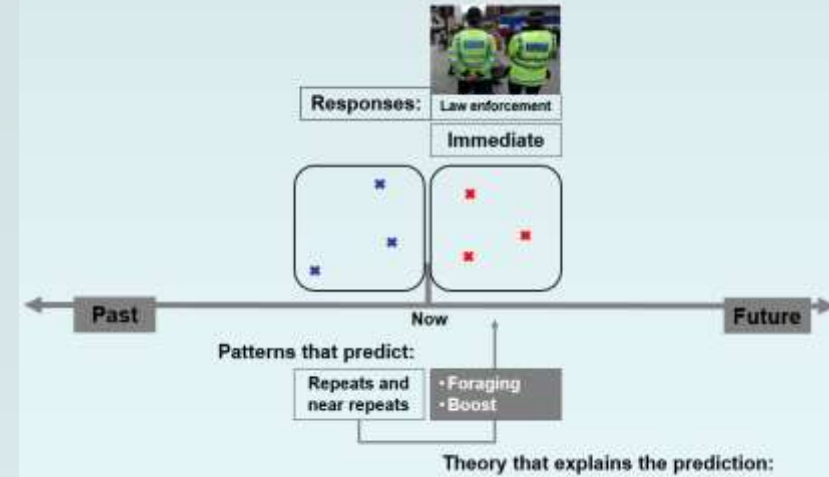 Responses:
Law enforcement
Immediate
Past
Now
Future
Patterns that predict:
Repeats and
near repeats
• Foraging
• Boost
Theory that explains the prediction: